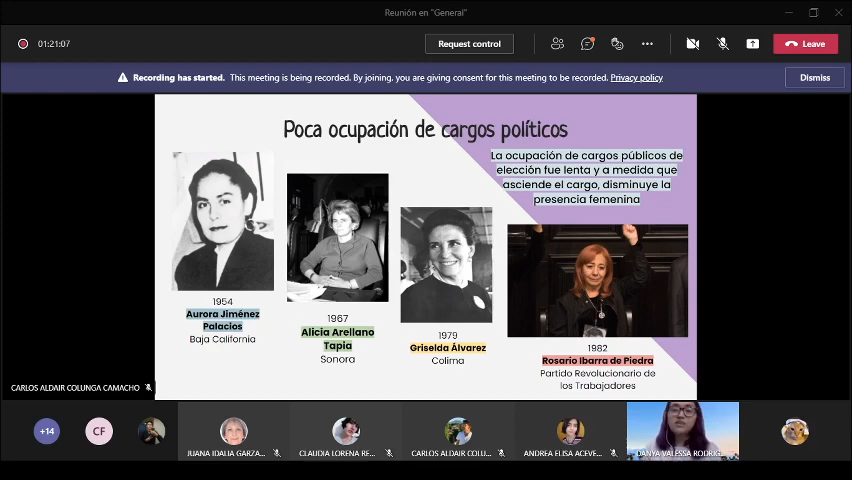 Reunión en "General"
01:21:07
Request control
Leave
Recording has started. This meeting is being recorded. By joining, you are giving consent for this meeting to be recorded. Privacy policy
Dismiss
Poca ocupación de cargos políticos
La ocupación de cargos públicos de
elección fue lenta y a medida que
asciende el cargo, disminuye la
presencia femenina
1954
Aurora Jiménez
Palacios
Baja California
1967
Alicia Arellano
Tapia
Sonora
1979
Griselda Álvarez
Colima
1982
Rosario Ibarra de Piedra
Partido Revolucionario de
los Trabajadores
CARLOS ALDAIR COLUNGA CAMACHO
+14
CF
JUANA IDALIA GARZA...
CLAUDIA LORENA RE...
CARLOS ALDAIR COLU...
ANDREA ELISA ACEVE...
DANYA VALESSA RODRIG...